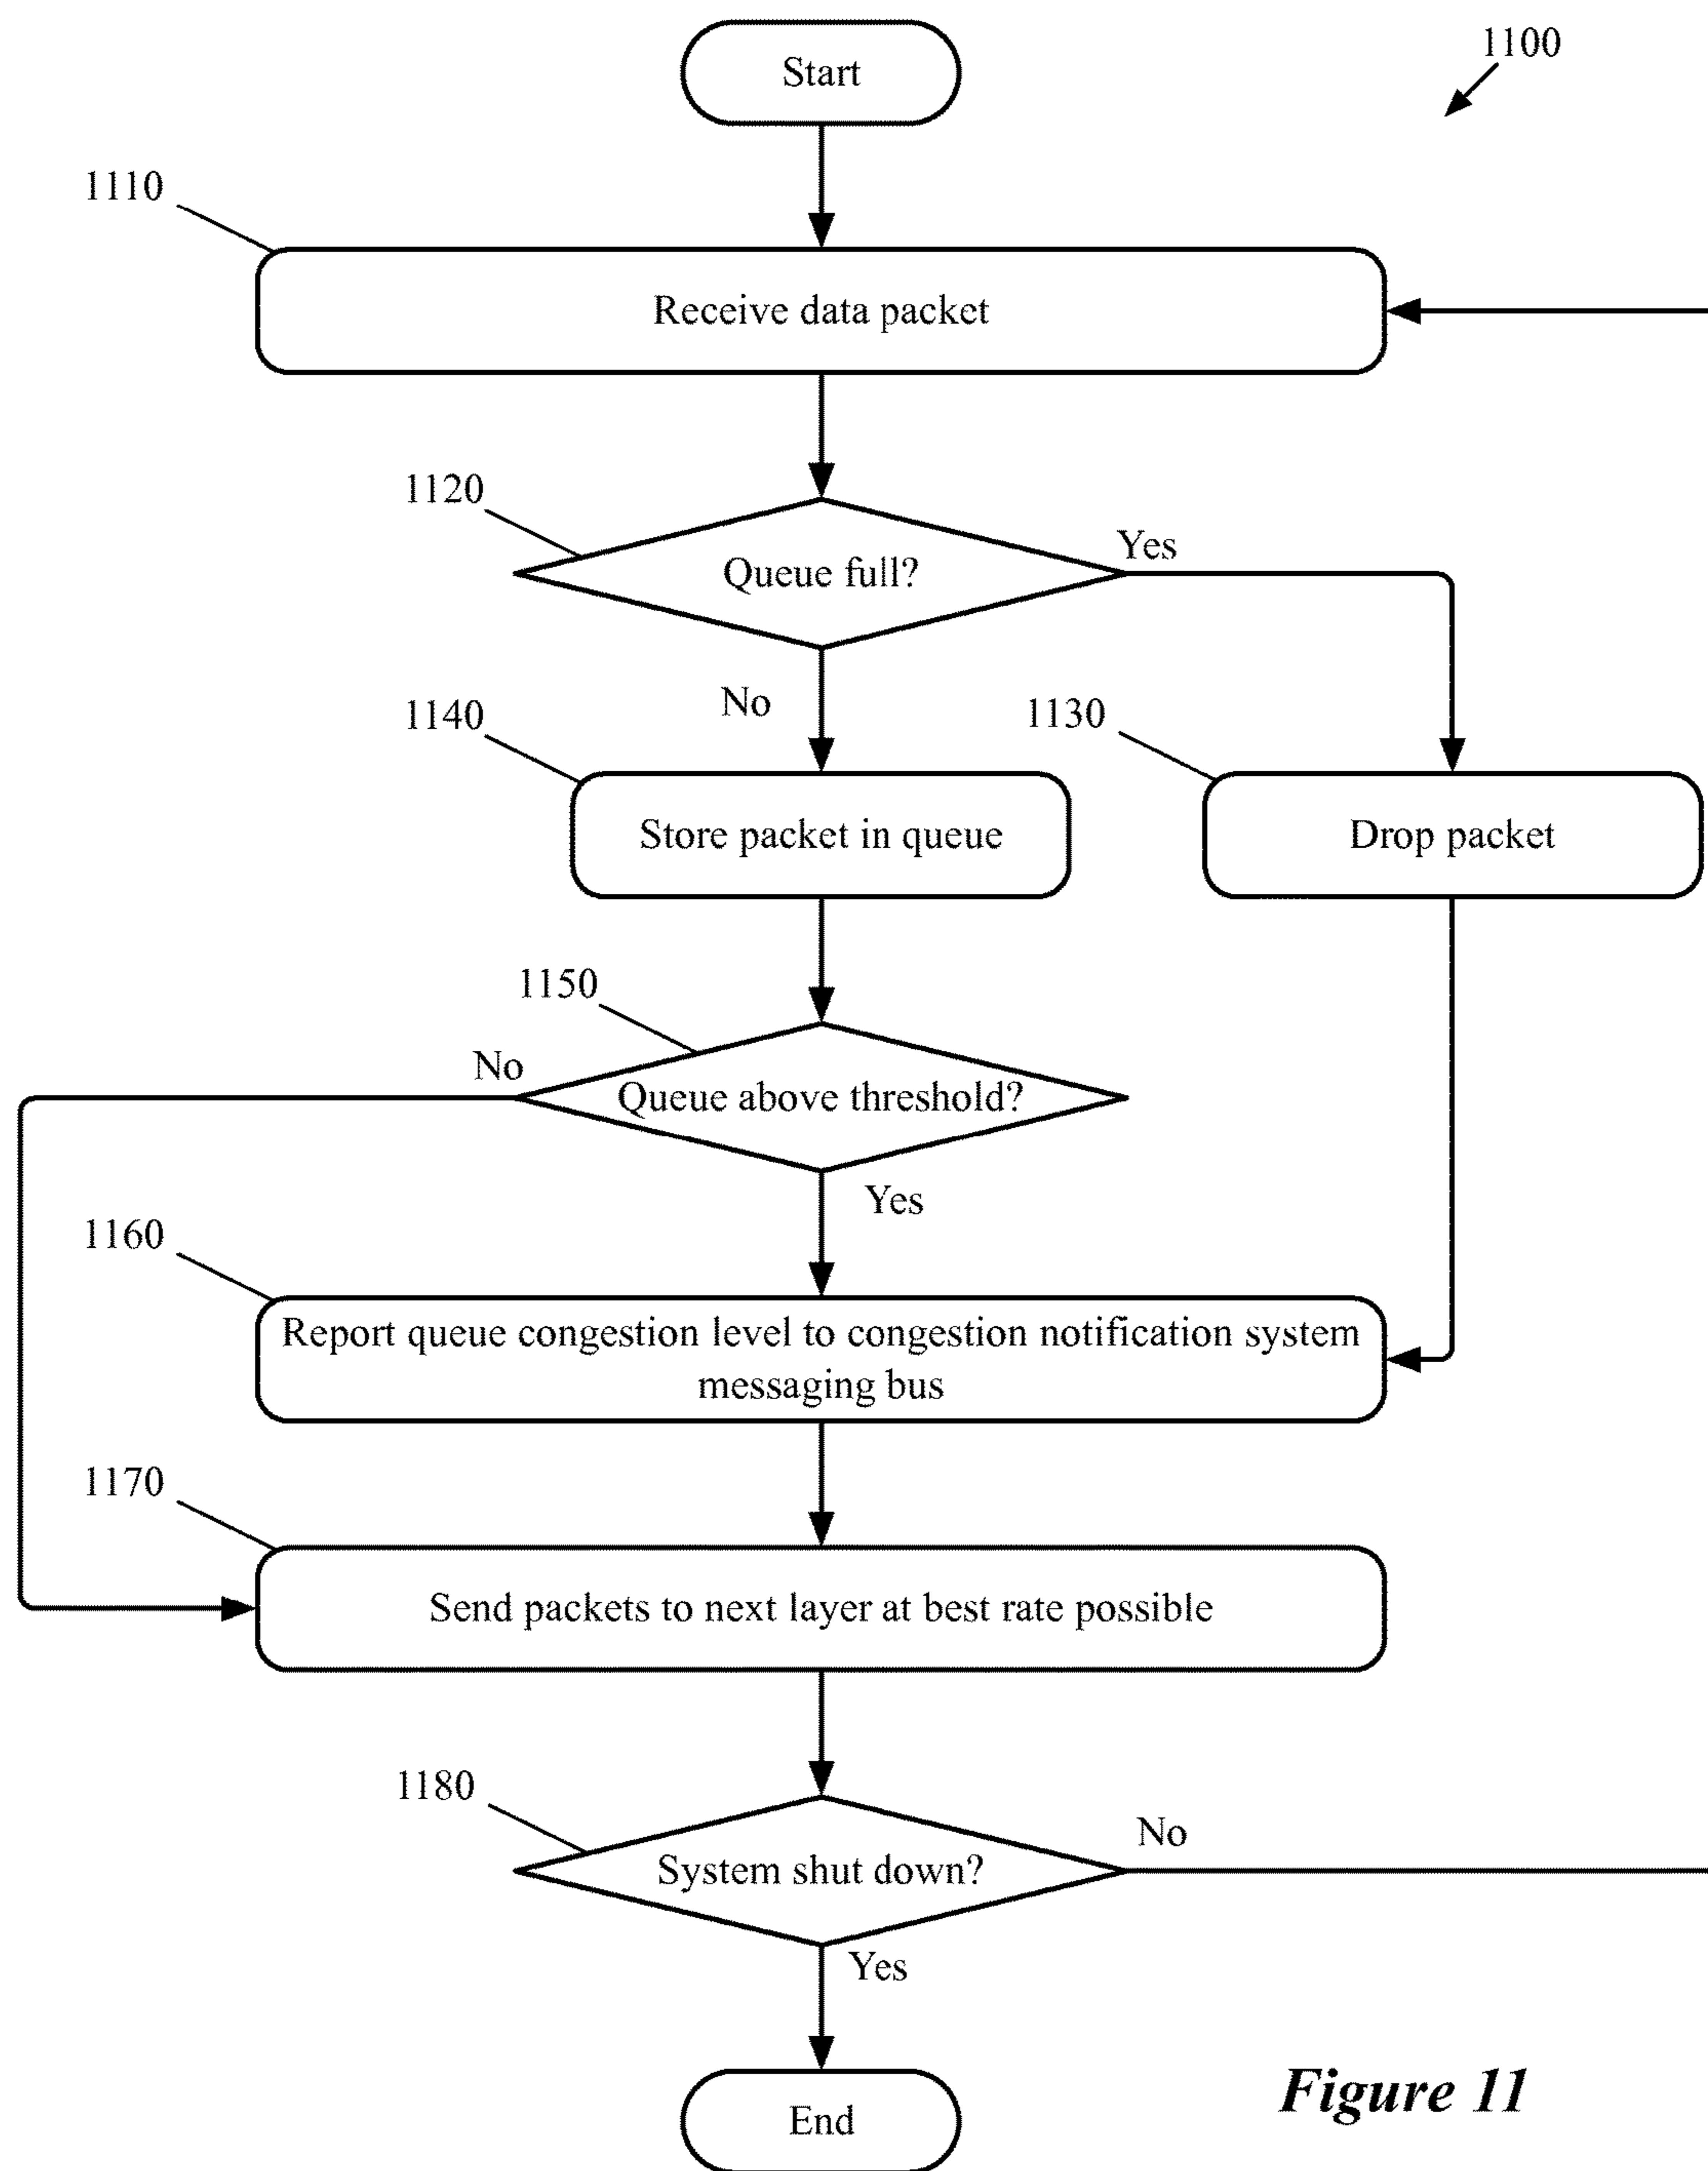 Start
1100
1110
Receive data packet
1120
Queue full?
Yes
No
1140
1130
Store packet in queue
Drop packet
1150
No
Queue above threshold?
Yes
1160
Report queue congestion level to congestion notification system
messaging bus
1170
Send packets to next layer at best rate possible
1180
No
System shut down?
Yes
End
Figure 11